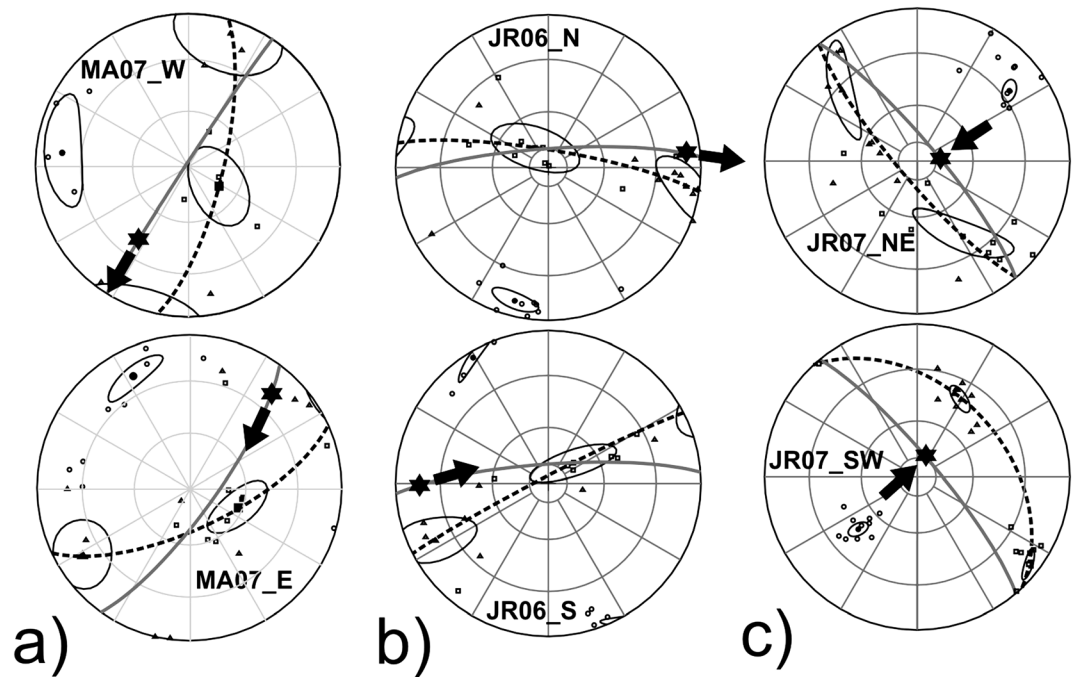 MA07_W
JR06_N
JR07_NE
MA07_E
JR06_S
JR07_SW
a)
b)
c)